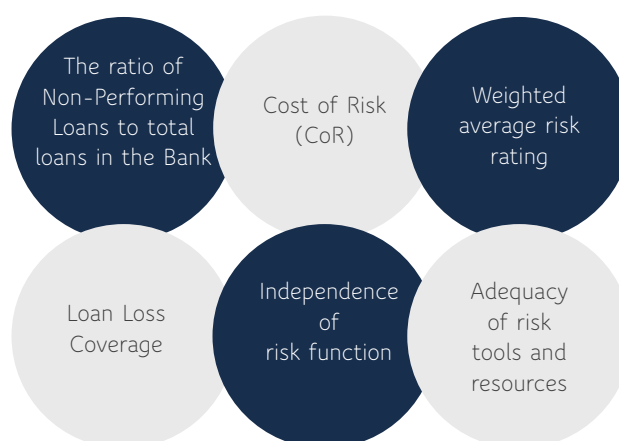 The ratio of
Non-Performing
Loans to total
loans in the Bank
Cost of Risk
(CoR)
Weighted
average risk
rating
Loan Loss
Coverage
Independence
of
risk function
Adequacy
of risk
tools and
resources